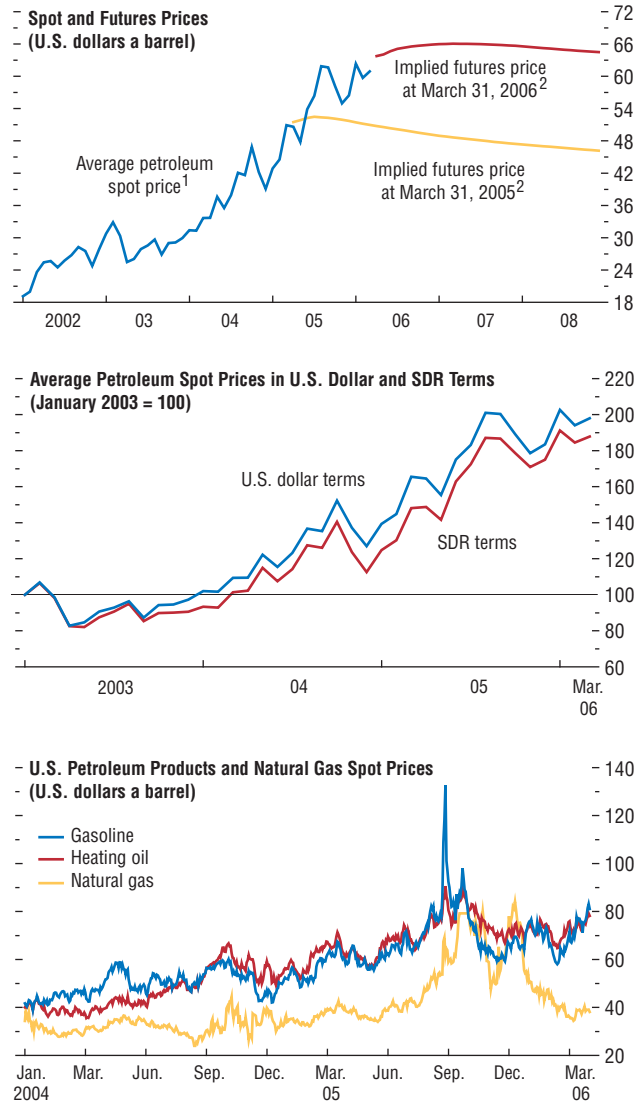 Spot and Futures Prices
(U.S. dollars a barrel)
72
66
60
54
48
42
36
30
24
18
Implied futures price
at March 31, 2006²
Average petroleum
spot price¹
Implied futures price
at March 31, 2005²
2002
03
04
05
06
07
08
Average Petroleum Spot Prices in U.S. Dollar and SDR Terms
(January 2003 = 100)
220
200
180
160
140
120
100
80
60
U.S. dollar terms
SDR terms
2003
04
05
Mar.
06
U.S. Petroleum Products and Natural Gas Spot Prices
(U.S. dollars a barrel)
140
120
100
80
60
40
20
Gasoline
Heating oil
Natural gas
Jan. Mar. Jun. Sep. Dec. Mar. Jun. Sep. Dec. Mar.
2004 05 06